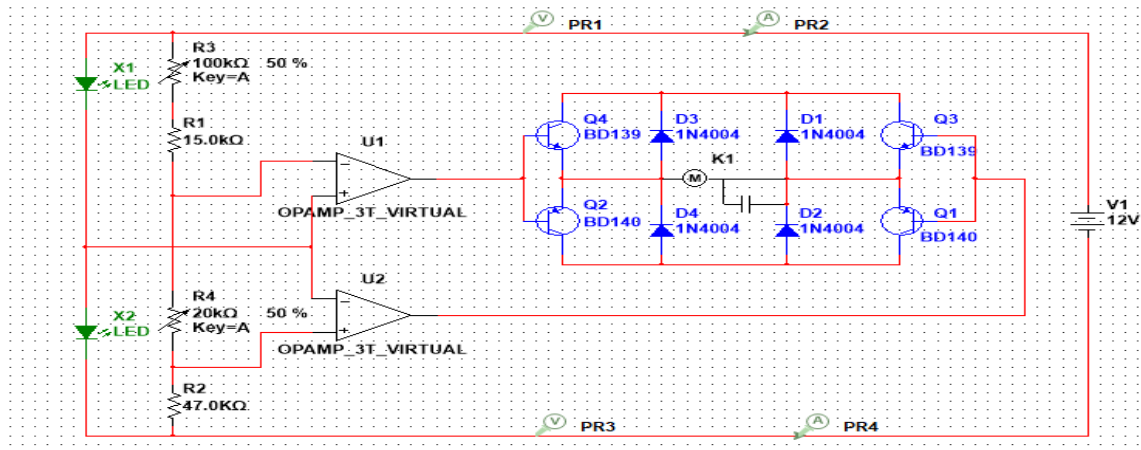 V
PR1
A
PR2
R3
100kΩ 50 %
Key=A
X1
LED
R1
15.0kΩ
U1
OPAMP_3T_VIRTUAL
Q4
BD139
D3
1N4004
D1
1N4004
Q3
BD139
K1
M
Q2
BD140
D4
1N4004
D2
1N4004
Q1
BD140
V1
12V
U2
OPAMP_3T_VIRTUAL
R4
20kΩ 50 %
Key=A
X2
LED
R2
47.0KΩ
V
PR3
A
PR4